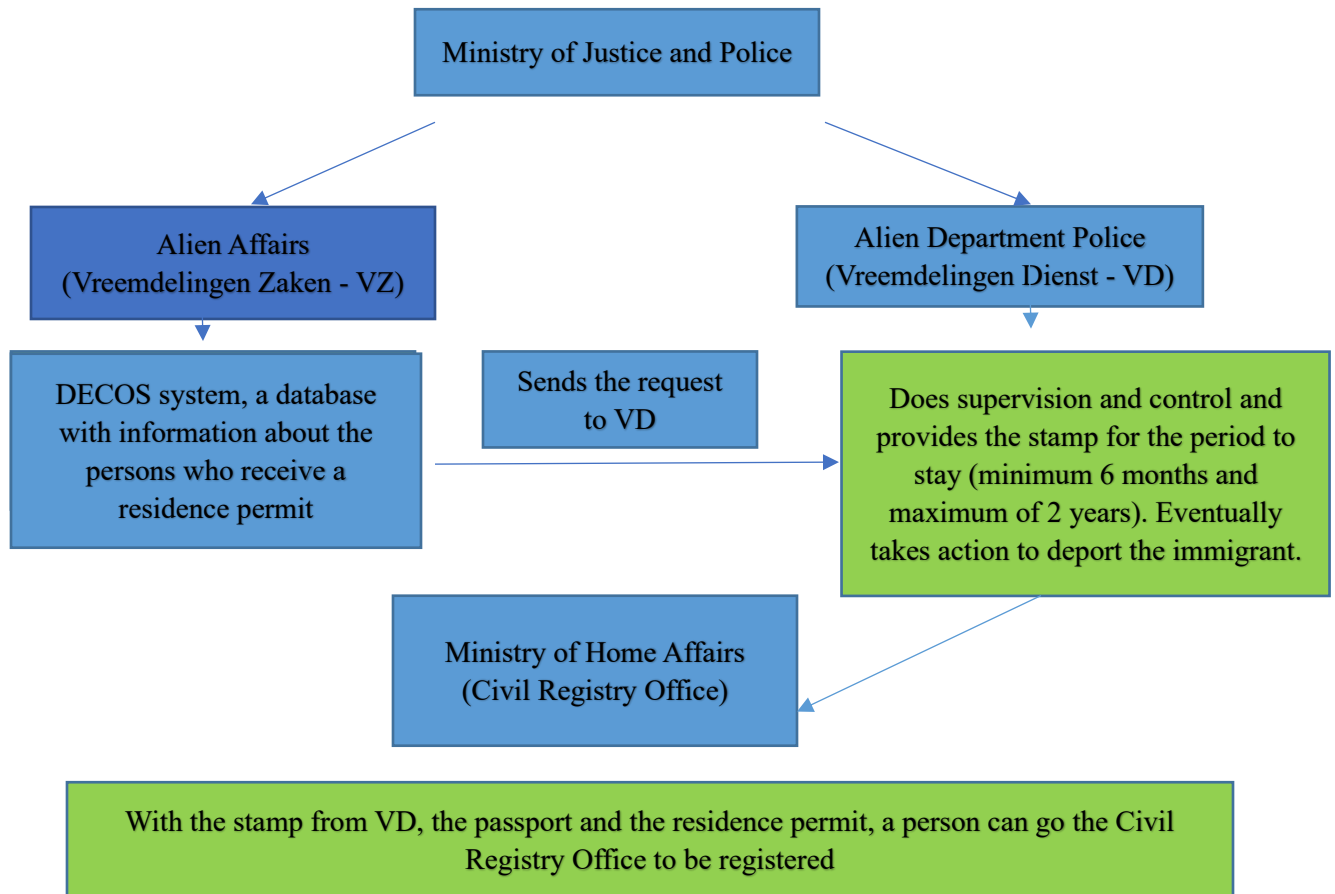 Ministry of Justice and Police
Alien Affairs
(Vreemdelingen Zaken - VZ)
Alien Department Police
(Vreemdelingen Dienst - VD)
DECOS system, a database
with information about the
persons who receive a
residence permit
Sends the request
to VD
Does supervision and control and
provides the stamp for the period to
stay (minimum 6 months and
maximum of 2 years). Eventually
takes action to deport the immigrant.
Ministry of Home Affairs
(Civil Registry Office)
With the stamp from VD, the passport and the residence permit, a person can go the Civil
Registry Office to be registered